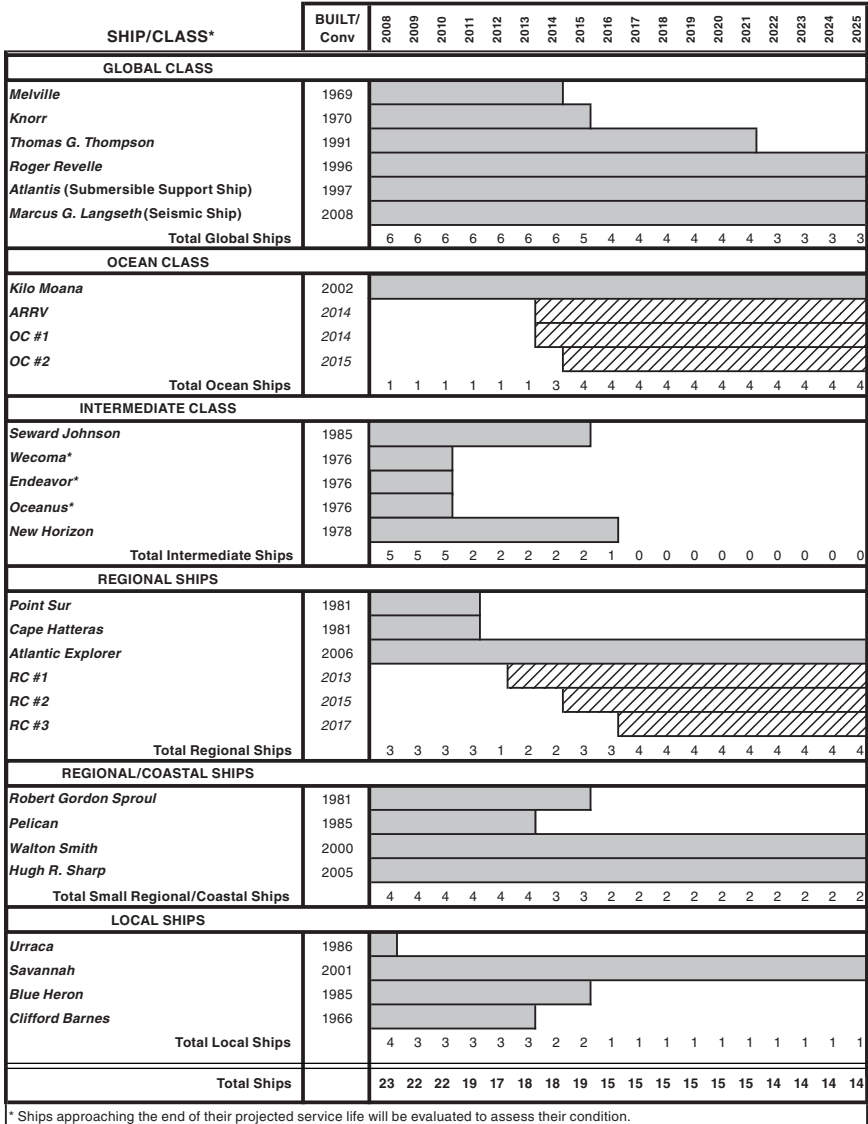 SHIP/CLASS* BUILT/ Conv 2008 2009 2010 2011 2012 2013 2014 2015 2016 2017 2018 2019 2020 2021 2022 2023 2024 2025
GLOBAL CLASS
Melville 1969
Knorr 1970
Thomas G. Thompson 1991
Roger Revelle 1996
Atlantis (Submersible Support Ship) 1997
Marcus G. Langseth (Seismic Ship) 2008
Total Global Ships 6 6 6 6 6 6 6 5 4 4 4 4 4 4 3 3 3 3
OCEAN CLASS
Kilo Moana 2002
ARRV 2014
OC #1 2014
OC #2 2015
Total Ocean Ships 1 1 1 1 1 1 3 4 4 4 4 4 4 4 4 4 4 4
INTERMEDIATE CLASS
Seward Johnson 1985
Wecoma* 1976
Endeavor* 1976
Oceanus* 1976
New Horizon 1978
Total Intermediate Ships 5 5 5 2 2 2 2 2 1 0 0 0 0 0 0 0 0 0
REGIONAL SHIPS
Point Sur 1981
Cape Hatteras 1981
Atlantic Explorer 2006
RC #1 2013
RC #2 2015
RC #3 2017
Total Regional Ships 3 3 3 3 1 2 2 3 3 4 4 4 4 4 4 4 4 4
REGIONAL/COASTAL SHIPS
Robert Gordon Sproul 1981
Pelican 1985
Walton Smith 2000
Hugh R. Sharp 2005
Total Small Regional/Coastal Ships 4 4 4 4 4 4 3 3 2 2 2 2 2 2 2 2 2 2
LOCAL SHIPS
Urraca 1986
Savannah 2001
Blue Heron 1985
Clifford Barnes 1966
Total Local Ships 4 3 3 3 3 3 2 2 1 1 1 1 1 1 1 1 1 1
Total Ships 23 22 22 19 17 18 18 19 15 15 15 15 15 15 14 14 14 14
* Ships approaching the end of their projected service life will be evaluated to assess their condition.